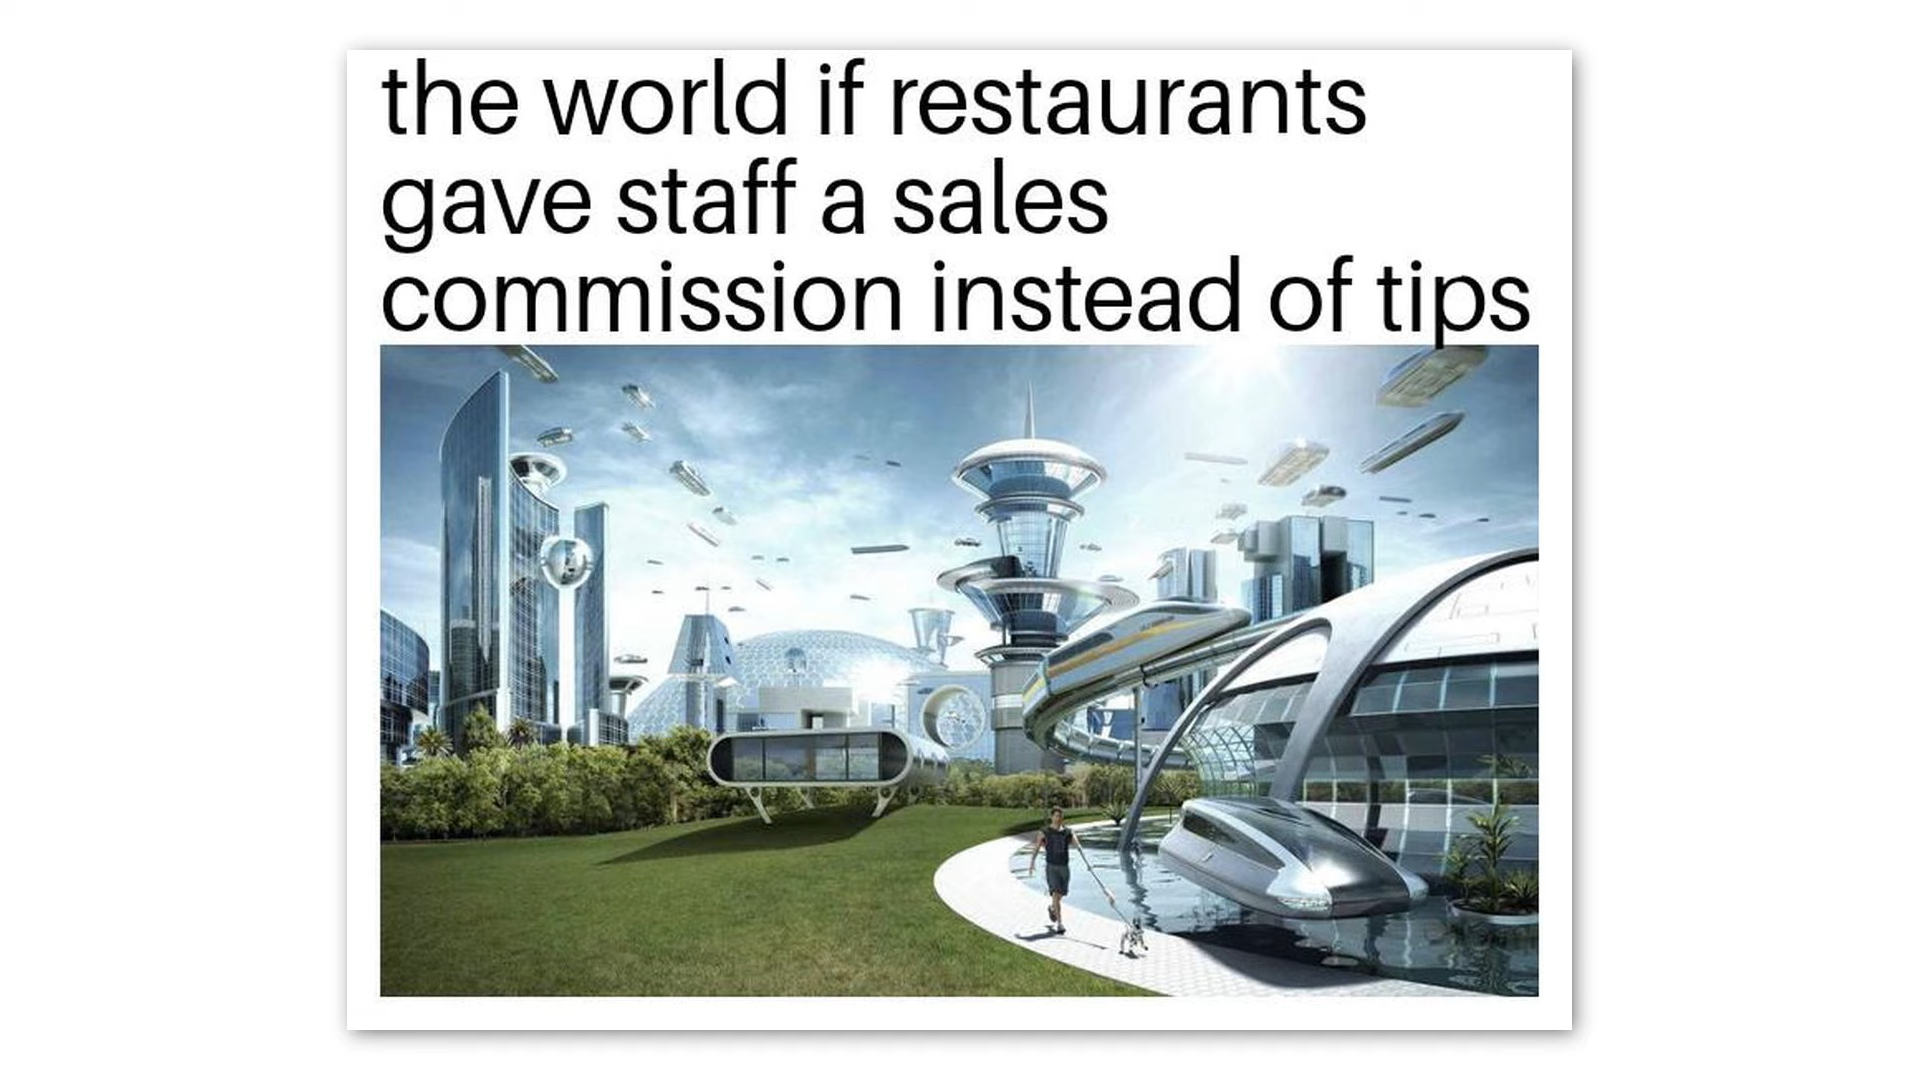 the world if restaurants
gave staff a sales
commission instead of tips